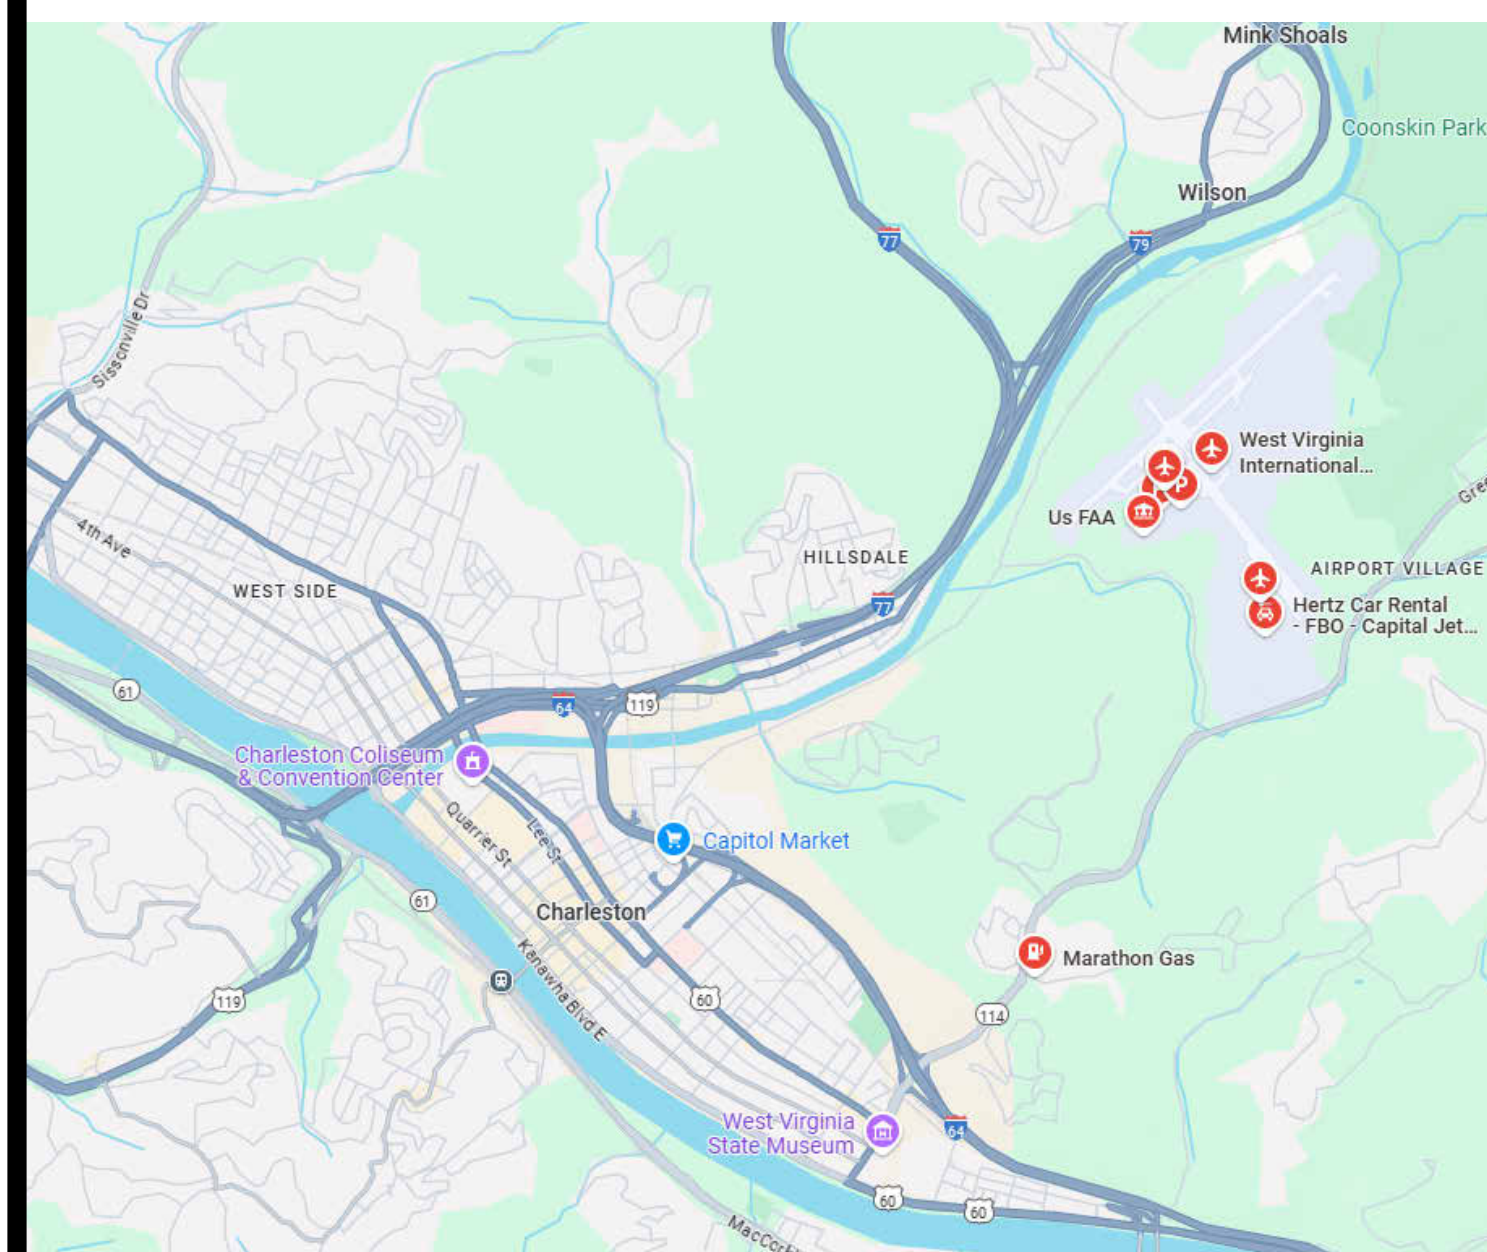 Mink Shoals
Coonskin Park
Wilson
77
79
Sissonville Dr
West Virginia
International...
P
Us FAA
4th Ave
HILLSDALE
AIRPORT VILLAGE
WEST SIDE
77
Hertz Car Rental
- FBO - Capital Jet...
61
64
119
Charleston Coliseum
& Convention Center
Quarrier St
Lee St
Capitol Market
61
Charleston
Kanawha Blvd E
Marathon Gas
119
60
114
West Virginia
State Museum
64
60
60